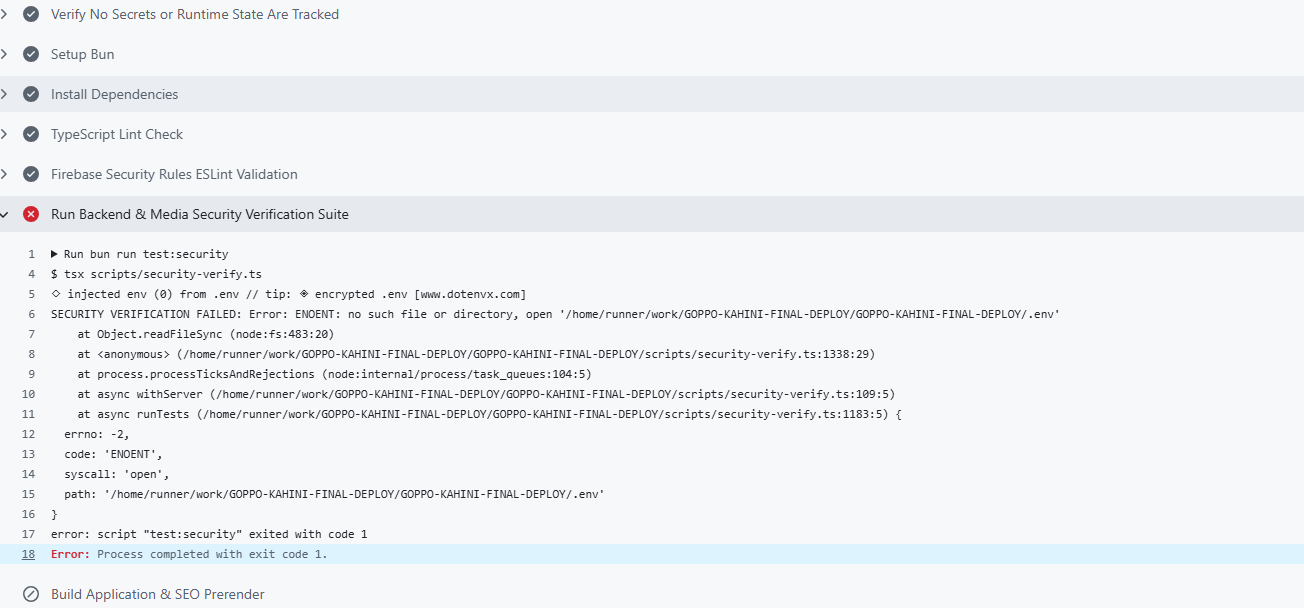 Verify No Secrets or Runtime State Are Tracked
Setup Bun
Install Dependencies
TypeScript Lint Check
Firebase Security Rules ESLint Validation
Run Backend & Media Security Verification Suite
1 ▶ Run bun run test:security
4 $ tsx scripts/security-verify.ts
5 ◇ injected env (0) from .env // tip: ◈ encrypted .env [www.dotenvx.com]
6 SECURITY VERIFICATION FAILED: Error: ENOENT: no such file or directory, open '/home/runner/work/GOPPO-KAHINI-FINAL-DEPLOY/GOPPO-KAHINI-FINAL-DEPLOY/.env'
7     at Object.readFileSync (node:fs:483:20)
8     at <anonymous> (/home/runner/work/GOPPO-KAHINI-FINAL-DEPLOY/GOPPO-KAHINI-FINAL-DEPLOY/scripts/security-verify.ts:1338:29)
9     at process.processTicksAndRejections (node:internal/process/task_queues:104:5)
10     at async withServer (/home/runner/work/GOPPO-KAHINI-FINAL-DEPLOY/GOPPO-KAHINI-FINAL-DEPLOY/scripts/security-verify.ts:109:5)
11     at async runTests (/home/runner/work/GOPPO-KAHINI-FINAL-DEPLOY/GOPPO-KAHINI-FINAL-DEPLOY/scripts/security-verify.ts:1183:5) {
12   errno: -2,
13   code: 'ENOENT',
14   syscall: 'open',
15   path: '/home/runner/work/GOPPO-KAHINI-FINAL-DEPLOY/GOPPO-KAHINI-FINAL-DEPLOY/.env'
16 }
17 error: script "test:security" exited with code 1
18 Error: Process completed with exit code 1.
Build Application & SEO Prerender